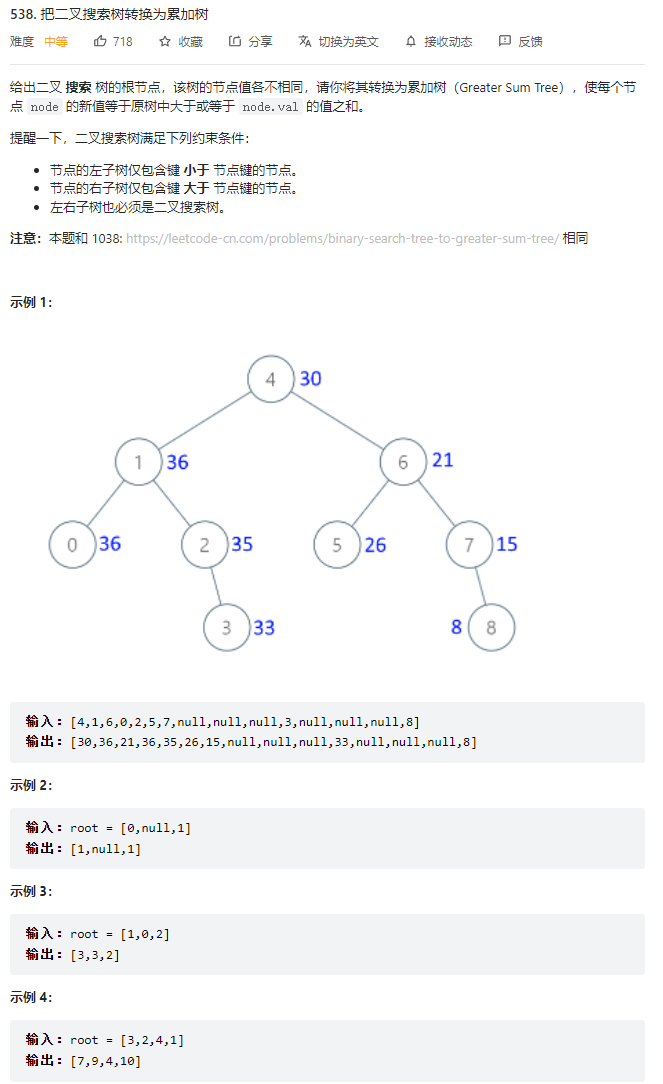 538. 把二叉搜索树转换为累加树
难度 中等 718 收藏 分享 切换为英文 接收动态 反馈
给出二叉 搜索 树的根节点，该树的节点值各不相同，请你将其转换为累加树（Greater Sum Tree），使每个节
点 node 的新值等于原树中大于或等于 node.val 的值之和。
提醒一下，二叉搜索树满足下列约束条件：
• 节点的左子树仅包含键 小于 节点键的节点。
• 节点的右子树仅包含键 大于 节点键的节点。
• 左右子树也必须是二叉搜索树。
注意：本题和 1038: https://leetcode-cn.com/problems/binary-search-tree-to-greater-sum-tree/ 相同
示例 1：
4 30
1 36 6 21
0 36 2 35 5 26 7 15
3 33 8 8
输入：[4,1,6,0,2,5,7,null,null,null,3,null,null,null,8]
输出：[30,36,21,36,35,26,15,null,null,null,33,null,null,null,8]
示例 2：
输入：root = [0,null,1]
输出：[1,null,1]
示例 3：
输入：root = [1,0,2]
输出：[3,3,2]
示例 4：
输入：root = [3,2,4,1]
输出：[7,9,4,10]